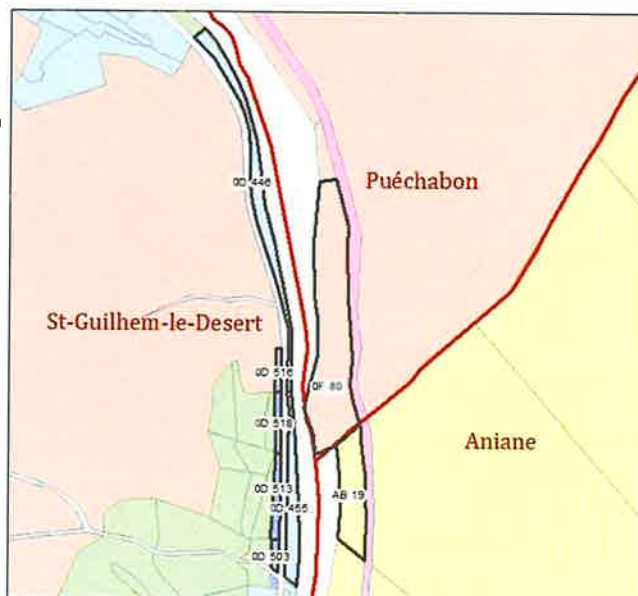 0D 446
Puéchabon
St-Guilhem-le-Desert
0D 516
0F 80
0D 518
Aniane
0D 513
AB 19
0D 455
0D 503